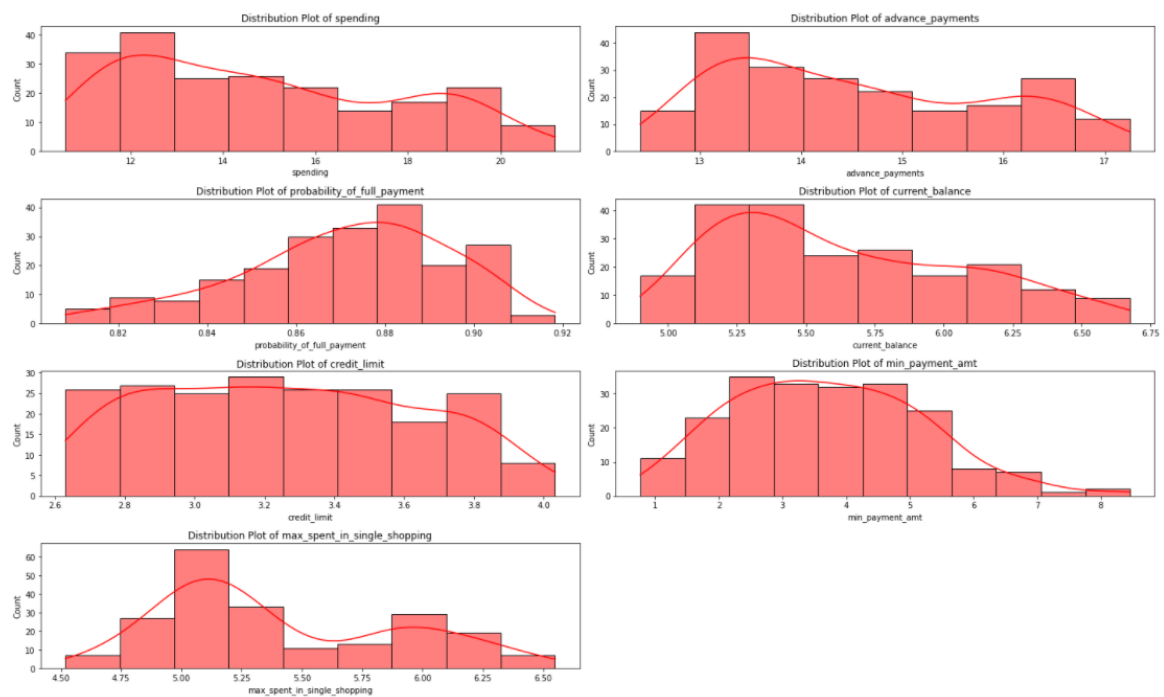 Distribution Plot of spending
40
30
20
10
0
Count
12 14 16 18 20
spending
Distribution Plot of advance_payments
40
30
20
10
0
Count
13 14 15 16 17
advance_payments
Distribution Plot of probability_of_full_payment
40
30
20
10
0
Count
0.82 0.84 0.86 0.88 0.90 0.92
probability_of_full_payment
Distribution Plot of current_balance
40
30
20
10
0
Count
5.00 5.25 5.50 5.75 6.00 6.25 6.50 6.75
current_balance
Distribution Plot of credit_limit
30
25
20
15
10
5
0
Count
2.6 2.8 3.0 3.2 3.4 3.6 3.8 4.0
credit_limit
Distribution Plot of min_payment_amt
30
20
10
0
Count
1 2 3 4 5 6 7 8
min_payment_amt
Distribution Plot of max_spent_in_single_shopping
60
50
40
30
20
10
0
Count
4.50 4.75 5.00 5.25 5.50 5.75 6.00 6.25 6.50
max_spent_in_single_shopping